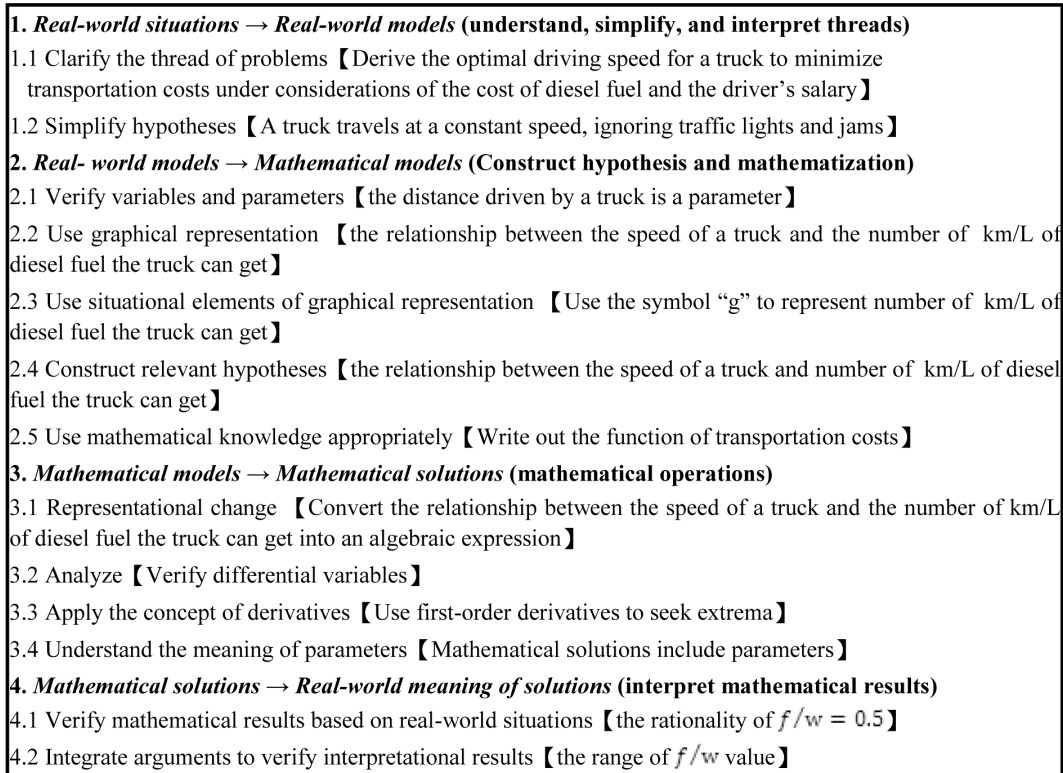 1. Real-world situations → Real-world models (understand, simplify, and interpret threads)
1.1 Clarify the thread of problems【Derive the optimal driving speed for a truck to minimize
transportation costs under considerations of the cost of diesel fuel and the driver's salary】
1.2 Simplify hypotheses【A truck travels at a constant speed, ignoring traffic lights and jams】
2. Real- world models → Mathematical models (Construct hypothesis and mathematization)
2.1 Verify variables and parameters【the distance driven by a truck is a parameter】
2.2 Use graphical representation 【the relationship between the speed of a truck and the number of km/L of
diesel fuel the truck can get】
2.3 Use situational elements of graphical representation 【Use the symbol “g” to represent number of km/L of
diesel fuel the truck can get】
2.4 Construct relevant hypotheses【the relationship between the speed of a truck and number of km/L of diesel
fuel the truck can get】
2.5 Use mathematical knowledge appropriately【Write out the function of transportation costs】
3. Mathematical models → Mathematical solutions (mathematical operations)
3.1 Representational change 【Convert the relationship between the speed of a truck and the number of km/L
of diesel fuel the truck can get into an algebraic expression】
3.2 Analyze【Verify differential variables】
3.3 Apply the concept of derivatives【Use first-order derivatives to seek extrema】
3.4 Understand the meaning of parameters【Mathematical solutions include parameters】
4. Mathematical solutions → Real-world meaning of solutions (interpret mathematical results)
4.1 Verify mathematical results based on real-world situations【the rationality of f/w = 0.5】
4.2 Integrate arguments to verify interpretational results【the range of f/w value】